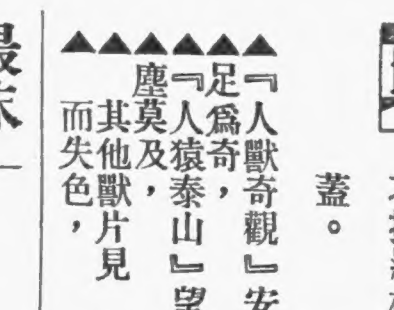 蓋。
▲『人獸奇觀』安
▲足爲奇，
▲『人猿泰山』望
▲塵莫及，
▲其他獸片見
▲而失色，